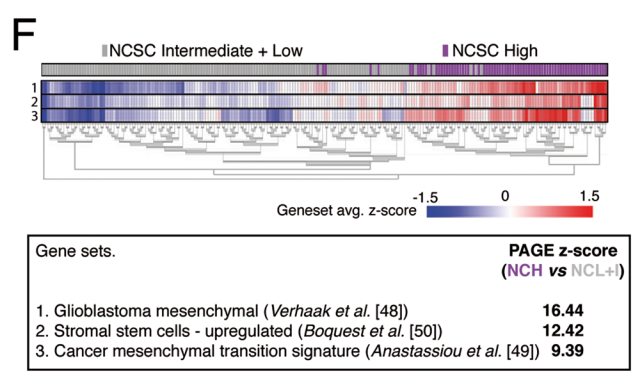 F
NCSC Intermediate + Low NCSC High
1
2
3
-1.5 0 1.5
Geneset avg. z-score
Gene sets. PAGE z-score
(NCH vs NCL+I)
1. Glioblastoma mesenchymal (Verhaak et al. [48]) 16.44
2. Stromal stem cells - upregulated (Boquest et al. [50]) 12.42
3. Cancer mesenchymal transition signature (Anastassiou et al. [49]) 9.39